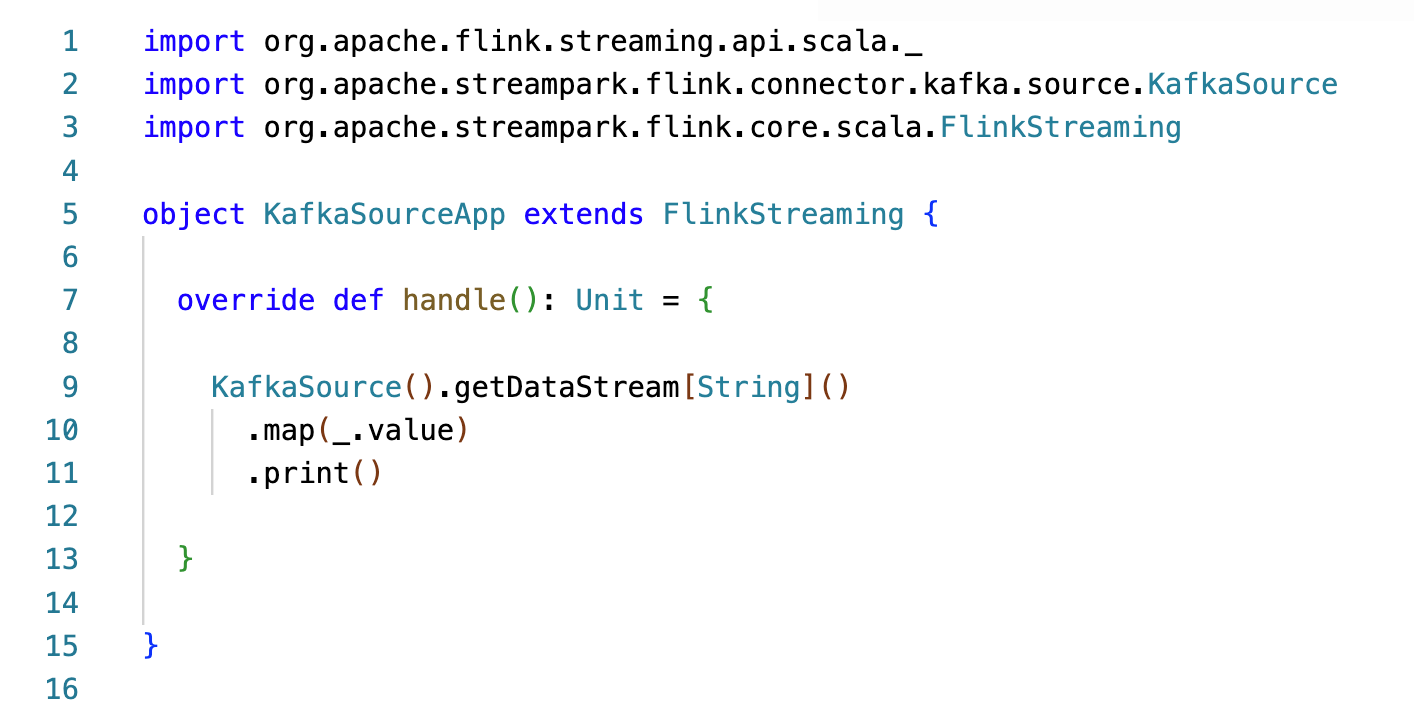 1 import org.apache.flink.streaming.api.scala._
2 import org.apache.streampark.flink.connector.kafka.source.KafkaSource
3 import org.apache.streampark.flink.core.scala.FlinkStreaming
4
5 object KafkaSourceApp extends FlinkStreaming {
6
7   override def handle(): Unit = {
8
9     KafkaSource().getDataStream[String]()
10       .map(_.value)
11       .print()
12
13   }
14
15 }
16